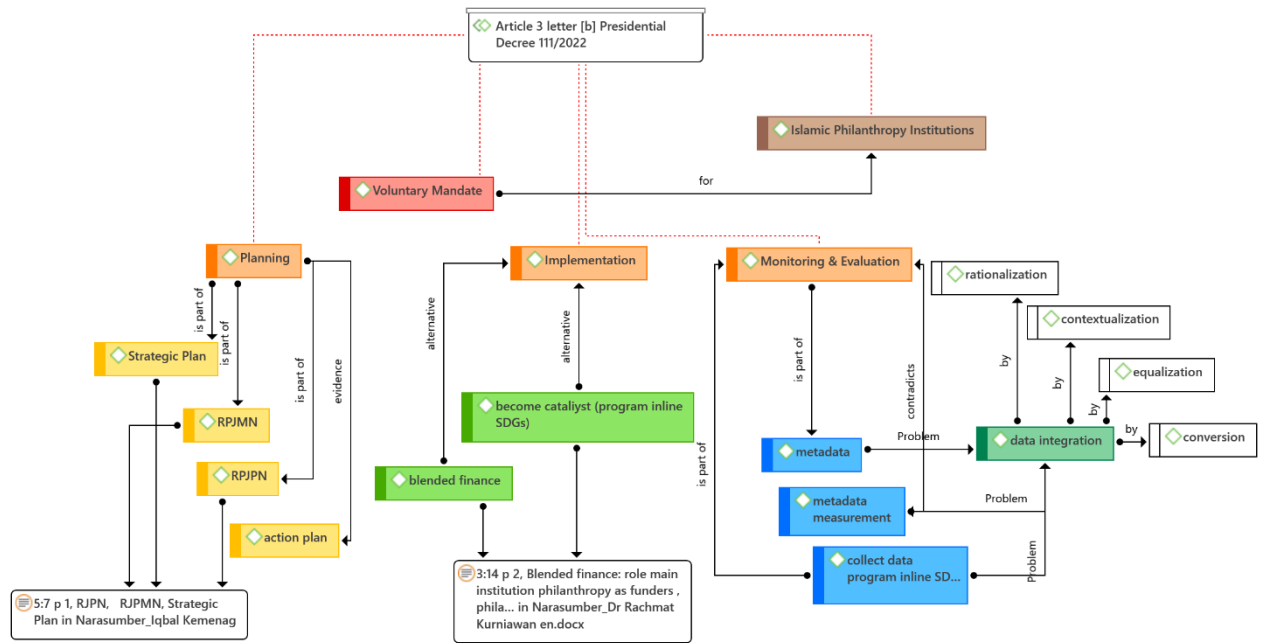 Article 3 letter [b] Presidential
Decree 111/2022
Islamic Philanthropy Institutions
for
Voluntary Mandate
Planning
Implementation
Monitoring & Evaluation
rationalization
contextualization
equalization
conversion
is part of
is part of
is part of
evidence
alternative
alternative
is part of
is part of
contradicts
by
by
by
by
Strategic Plan
RPJMN
RPJPN
action plan
become catalyst (program inline
SDGs)
blended finance
metadata
Problem
data integration
metadata
measurement
Problem
collect data
program inline SD...
Problem
5:7 p 1, RJPN, RPJMN, Strategic
Plan in Narasumber_Iqbal Kemenag
3:14 p 2, Blended finance: role main
institution philanthropy as funders ,
phila... in Narasumber_Dr Rachmat
Kurniawan en.docx